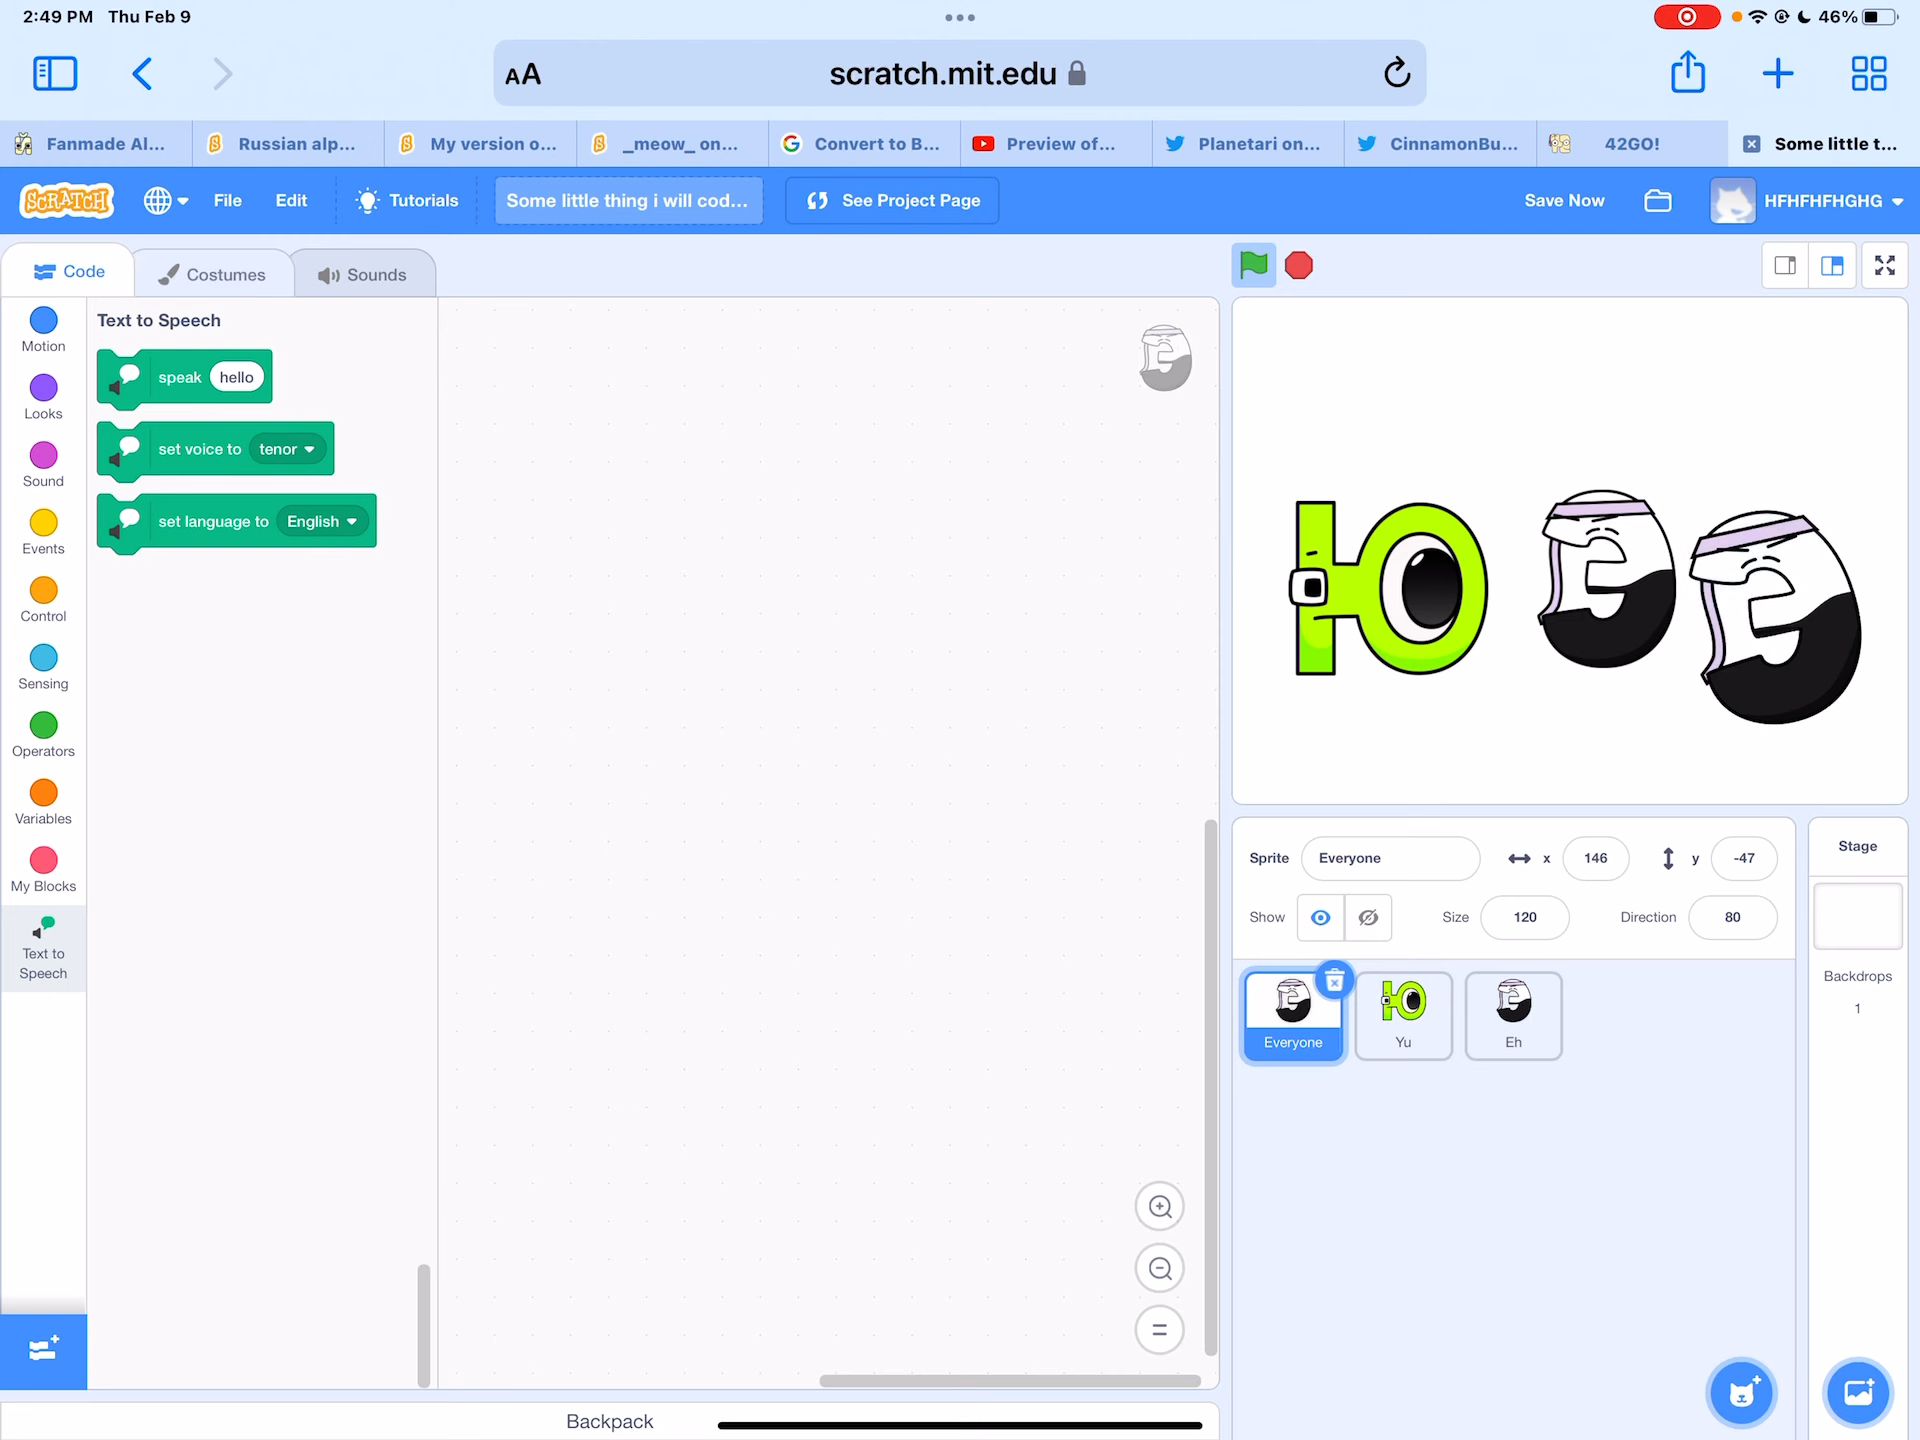 2:49 PM Thu Feb 9
46%
AA scratch.mit.edu
Fanmade Al... Russian alp... My version o... _meow_ on... Convert to B... Preview of... Planetari on... CinnamonBu... 42GO! Some little t...
SCRATCH File Edit Tutorials Some little thing i will cod... See Project Page Save Now HFHFHFHGHG
Code Costumes Sounds
Motion
Looks
Sound
Events
Control
Sensing
Operators
Variables
My Blocks
Text to
Speech
Text to Speech
speak hello
set voice to tenor
set language to English
Ю Э Э
Sprite Everyone x 146 y -47
Show Size 120 Direction 80
Everyone Yu Eh
Stage
Backdrops
1
Backpack